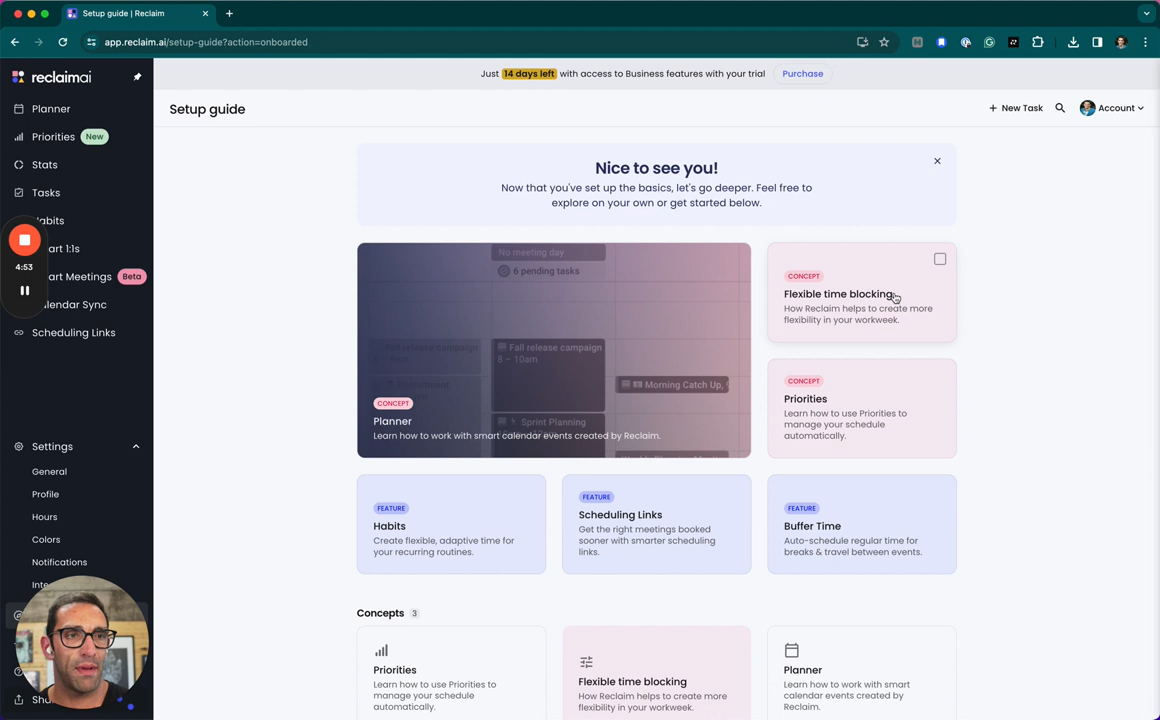 Setup guide | Reclaim
app.reclaim.ai/setup-guide?action=onboarded
reclaimai
Just 14 days left with access to Business features with your trial
Purchase
Planner
Priorities New
Stats
Tasks
abits
art 1:1s
art Meetings Beta
lendar Sync
Scheduling Links
4:53
Settings
General
Profile
Hours
Colors
Notifications
Inte
Sha
Setup guide
New Task
Account
Nice to see you!
Now that you've set up the basics, let's go deeper. Feel free to
explore on your own or get started below.
No meeting day
6 pending tasks
Fall release campaign
Fall release campaign
8 – 10am
Morning Catch Up,
Sprint Planning
CONCEPT
Planner
Learn how to work with smart calendar events created by Reclaim.
CONCEPT
Flexible time blocking
How Reclaim helps to create more
flexibility in your workweek.
CONCEPT
Priorities
Learn how to use Priorities to
manage your schedule
automatically.
FEATURE
Habits
Create flexible, adaptive time for
your recurring routines.
FEATURE
Scheduling Links
Get the right meetings booked
sooner with smarter scheduling
links.
FEATURE
Buffer Time
Auto-schedule regular time for
breaks & travel between events.
Concepts 3
Priorities
Learn how to use Priorities to
manage your schedule
automatically.
Flexible time blocking
How Reclaim helps to create more
flexibility in your workweek.
Planner
Learn how to work with smart
calendar events created by
Reclaim.